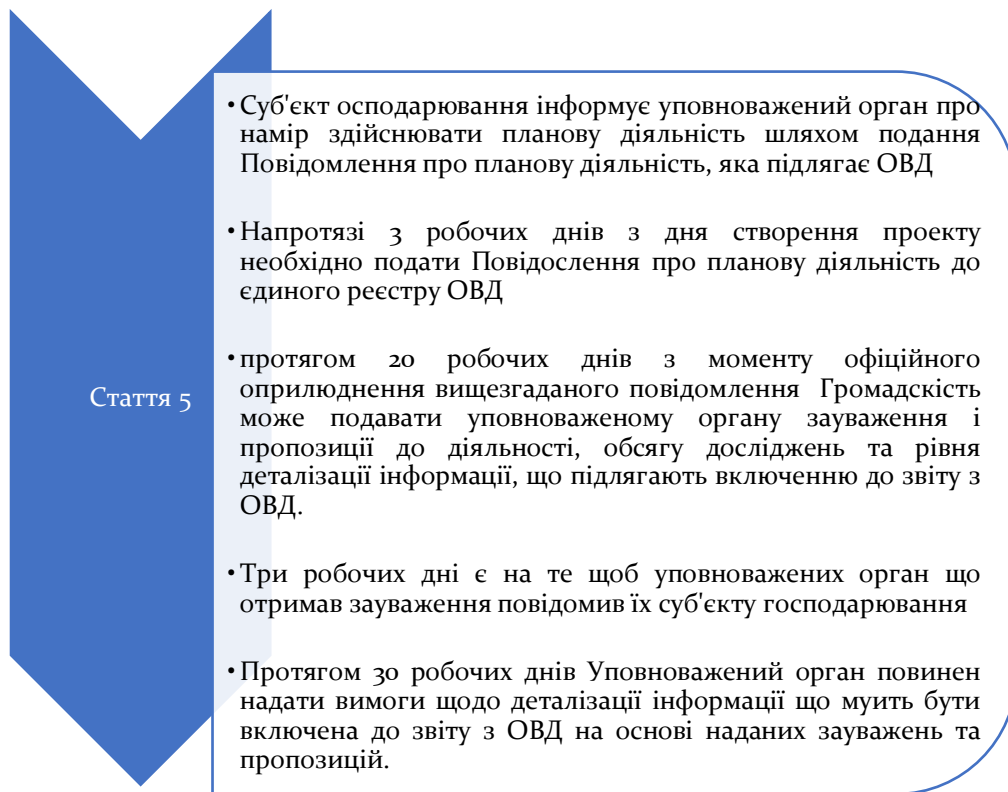 Стаття 5
•Суб'єкт осподарювання інформує уповноважений орган про
намір здійснювати планову діяльність шляхом подання
Повідомлення про планову діяльність, яка підлягає ОВД
•Напротязі 3 робочих днів з дня створення проекту
необхідно подати Повідослення про планову діяльність до
єдиного реєстру ОВД
•протягом 20 робочих днів з моменту офіційного
оприлюднення вищезгаданого повідомлення Громадскість
може подавати уповноваженому органу зауваження і
пропозиції до діяльності, обсягу досліджень та рівня
деталізації інформації, що підлягають включенню до звіту з
ОВД.
•Три робочих дні є на те щоб уповноважених орган що
отримав зауваження повідомив їх суб'єкту господарювання
•Протягом 30 робочих днів Уповноважений орган повинен
надати вимоги щодо деталізації інформації що муить бути
включена до звіту з ОВД на основі наданих зауважень та
пропозицій.